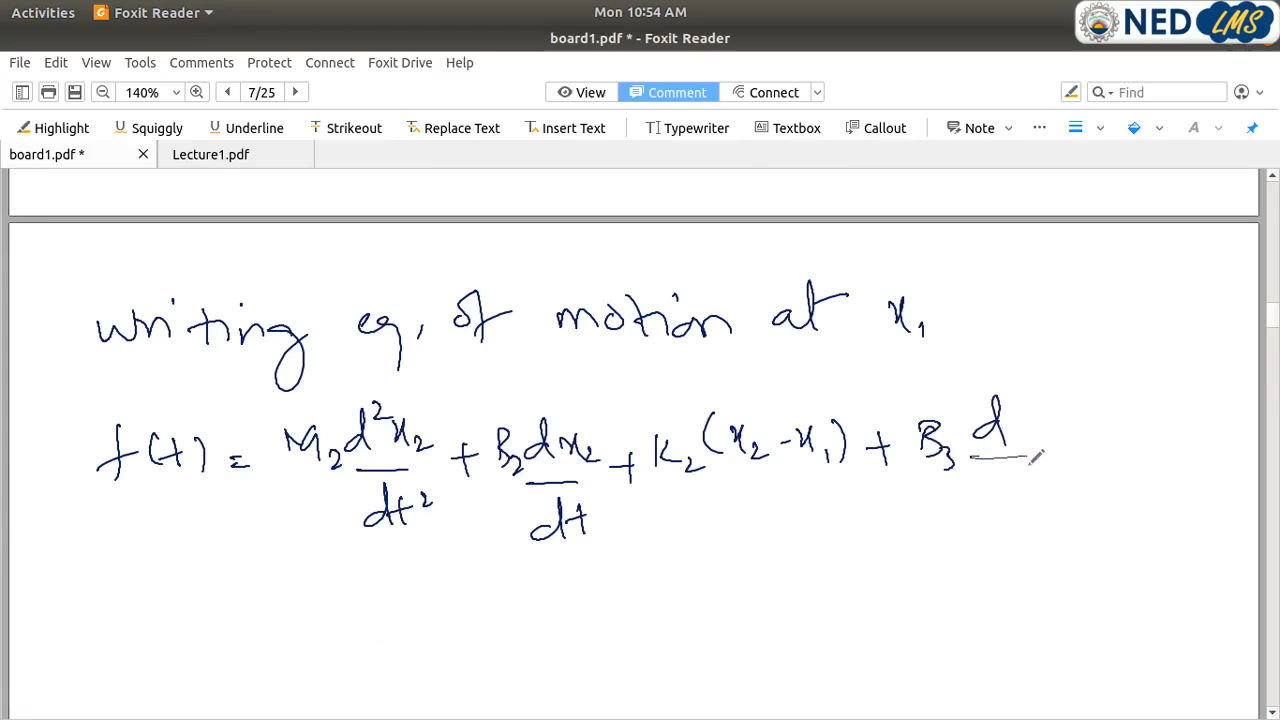 Activities Foxit Reader Mon 10:54 AM
NED LMS
board1.pdf * - Foxit Reader
File Edit View Tools Comments Protect Connect Foxit Drive Help
140% 7/25 View Comment Connect Find
Highlight Squiggly Underline Strikeout Replace Text Insert Text Typewriter Textbox Callout Note
board1.pdf * Lecture1.pdf
writing eq, of motion at x₁
f(t) = M₂ d²x₂/dt² + B₂ dx₂/dt + K₂(x₂ - x₁) + B₃ d